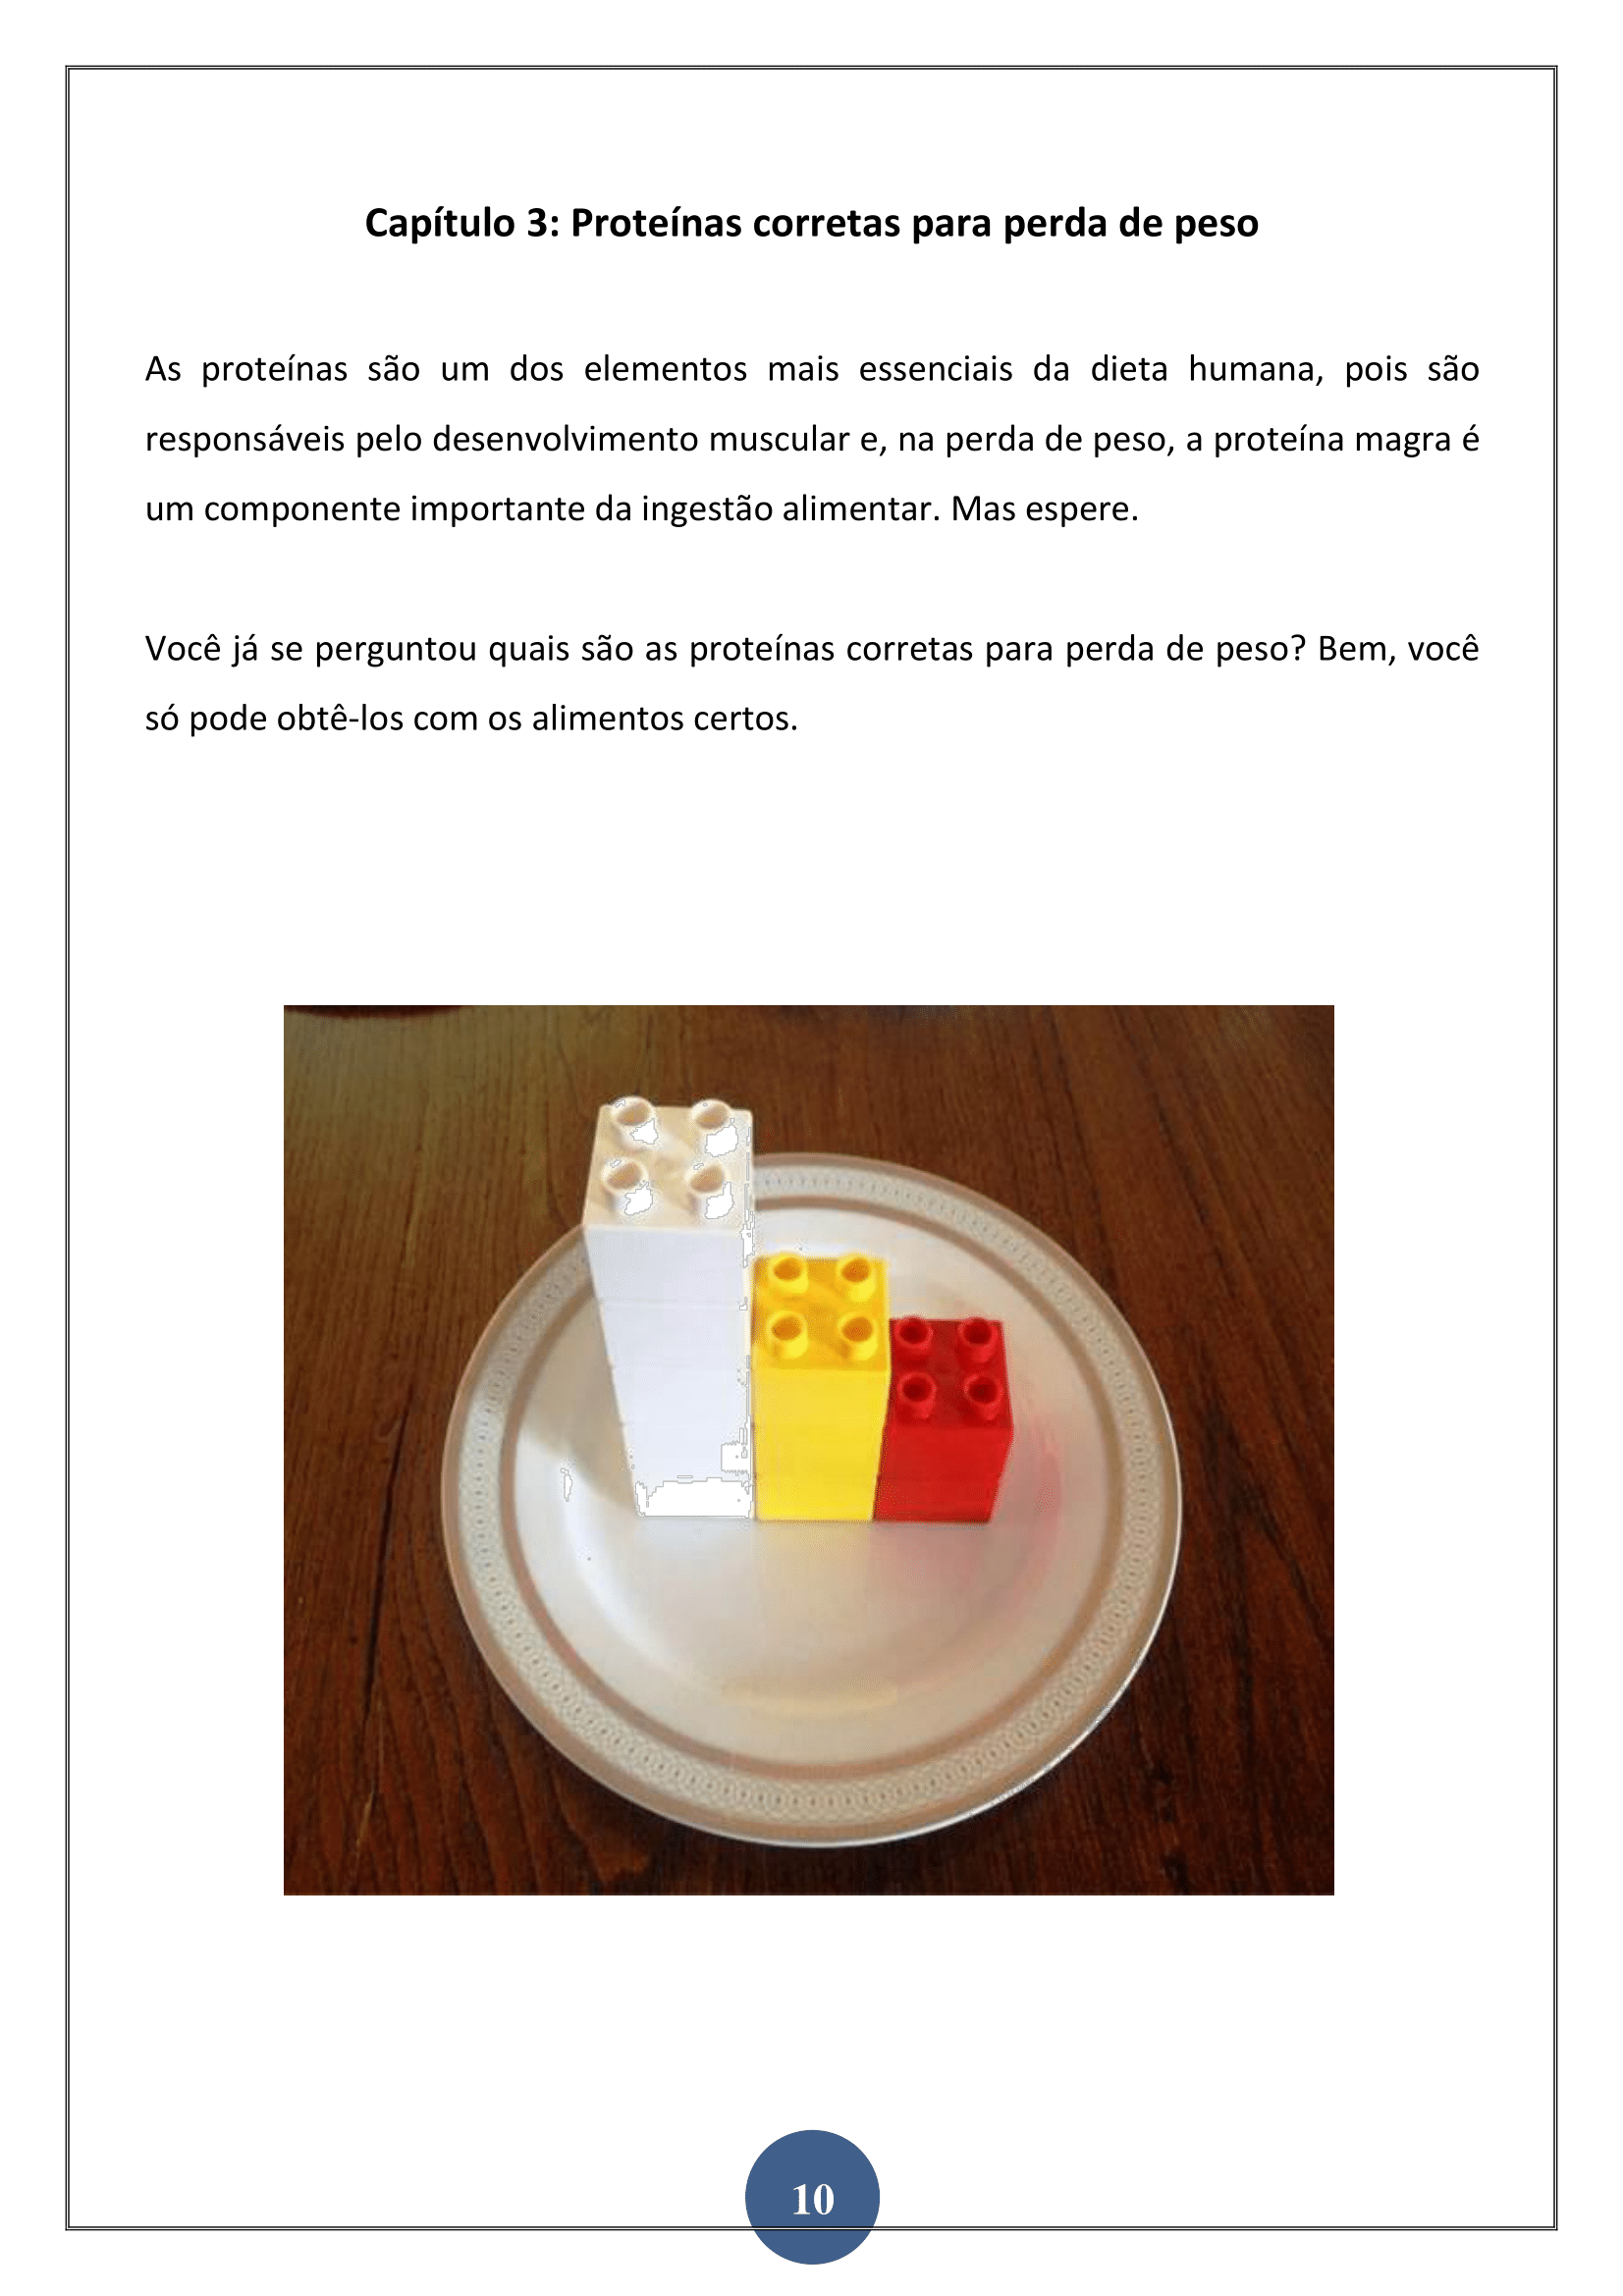 Capítulo 3: Proteínas corretas para perda de peso
As proteínas são um dos elementos mais essenciais da dieta humana, pois são
responsáveis pelo desenvolvimento muscular e, na perda de peso, a proteína magra é
um componente importante da ingestão alimentar. Mas espere.
Você já se perguntou quais são as proteínas corretas para perda de peso? Bem, você
só pode obtê-los com os alimentos certos.
10